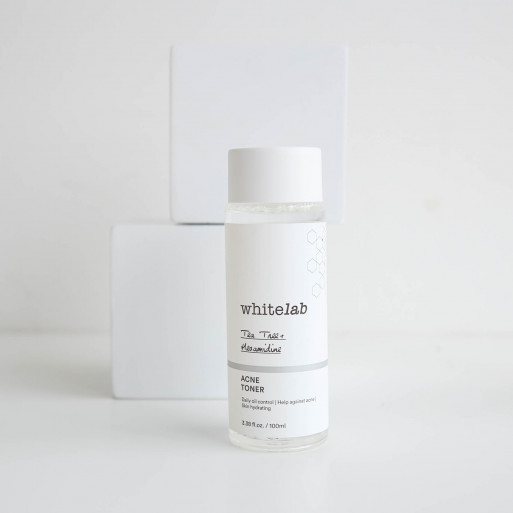 whitelab
Tea Tree +
Hexamidine
ACNE
TONER
Daily oil control | Help against acne |
Skin hydrating
3.38 fl.oz. / 100ml